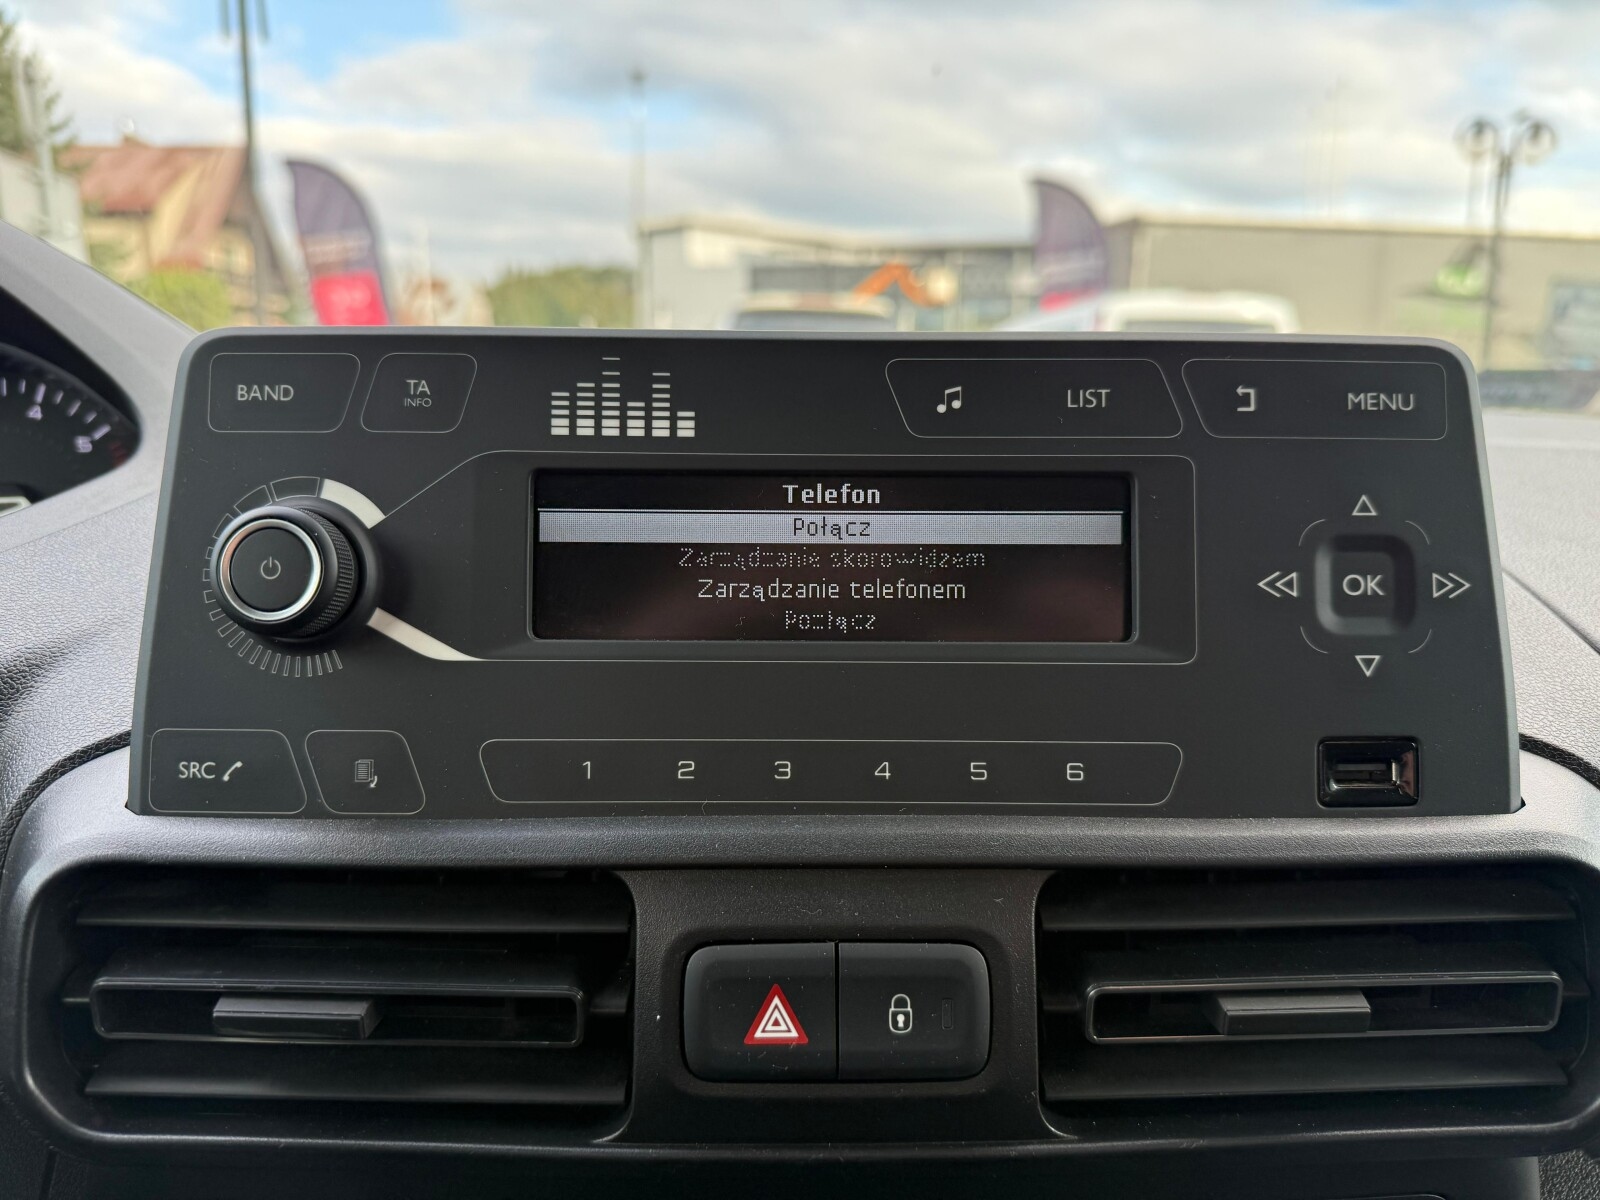 BAND
TA
INFO
LIST
MENU
Telefon
Połącz
Zarządzanie skorowidzem
Zarządzanie telefonem
Rozłącz
OK
SRC
1 2 3 4 5 6